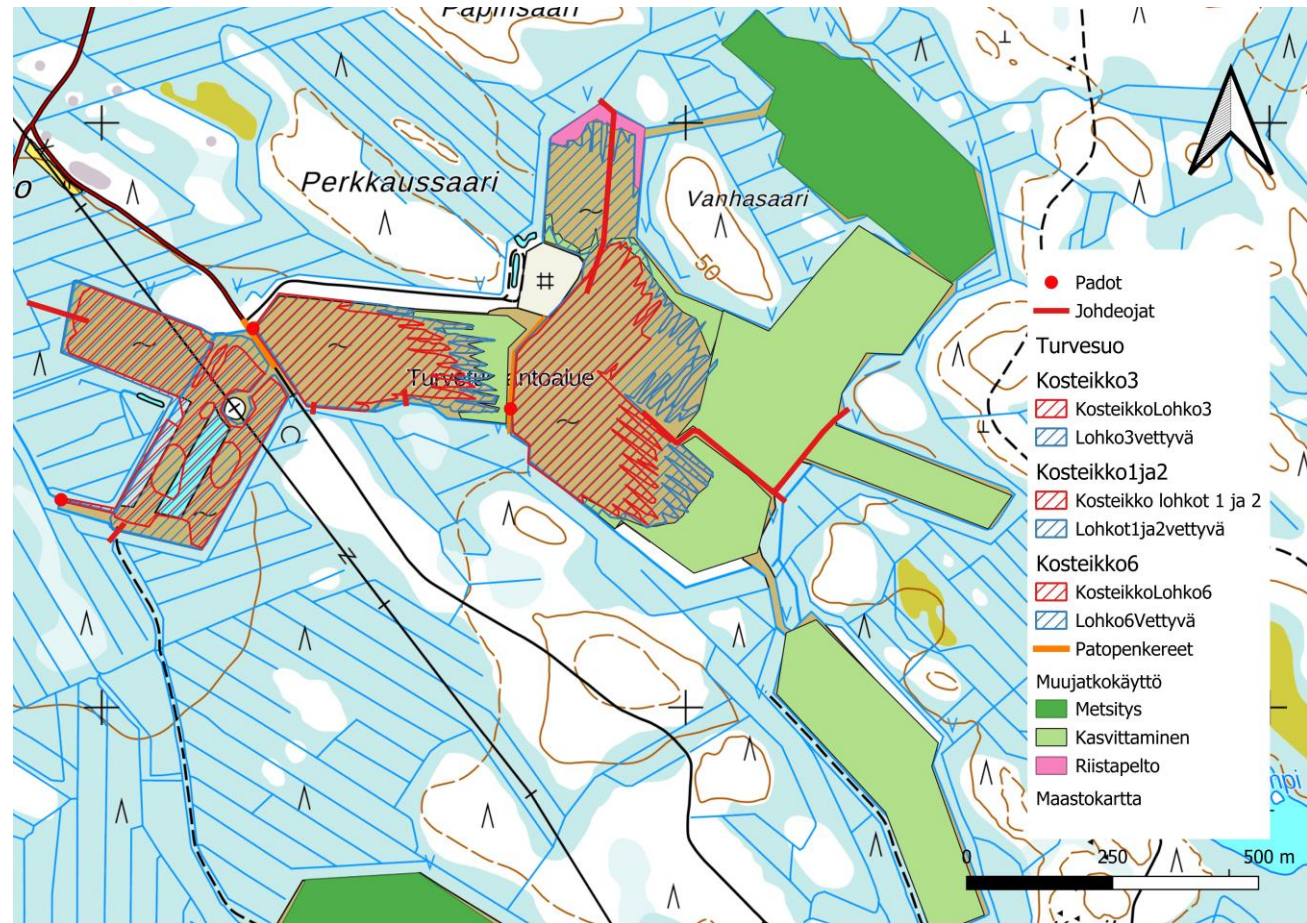 Papinsaari
Perkkaussaari
Vanhasaari
50
o
Padot
Johdeojat
Turvesuo
Kosteikko3
KosteikkoLohko3
Lohko3vettyvä
Kosteikko1ja2
Kosteikko lohkot 1 ja 2
Lohkot1ja2vettyvä
Kosteikko6
KosteikkoLohko6
Lohko6Vettyvä
Patopenkereet
Muujatkokäyttö
Metsitys
Kasvittaminen
Riistapelto
Maastokartta
Turvetuotantoalue
N
mpi
0 250 500 m